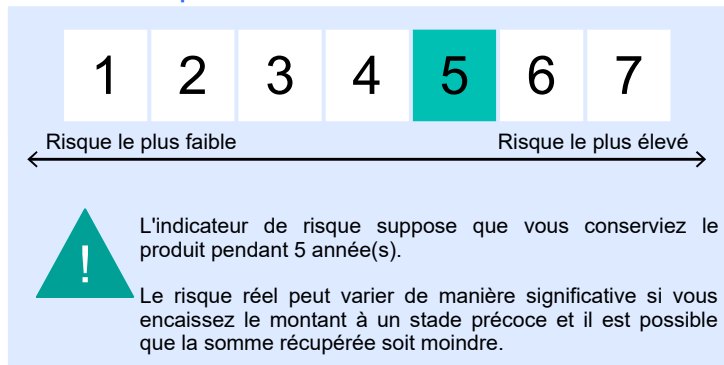 1 2 3 4 5 6 7
Risque le plus faible Risque le plus élevé
!
L'indicateur de risque suppose que vous conserviez le
produit pendant 5 année(s).
Le risque réel peut varier de manière significative si vous
encaissez le montant à un stade précoce et il est possible
que la somme récupérée soit moindre.